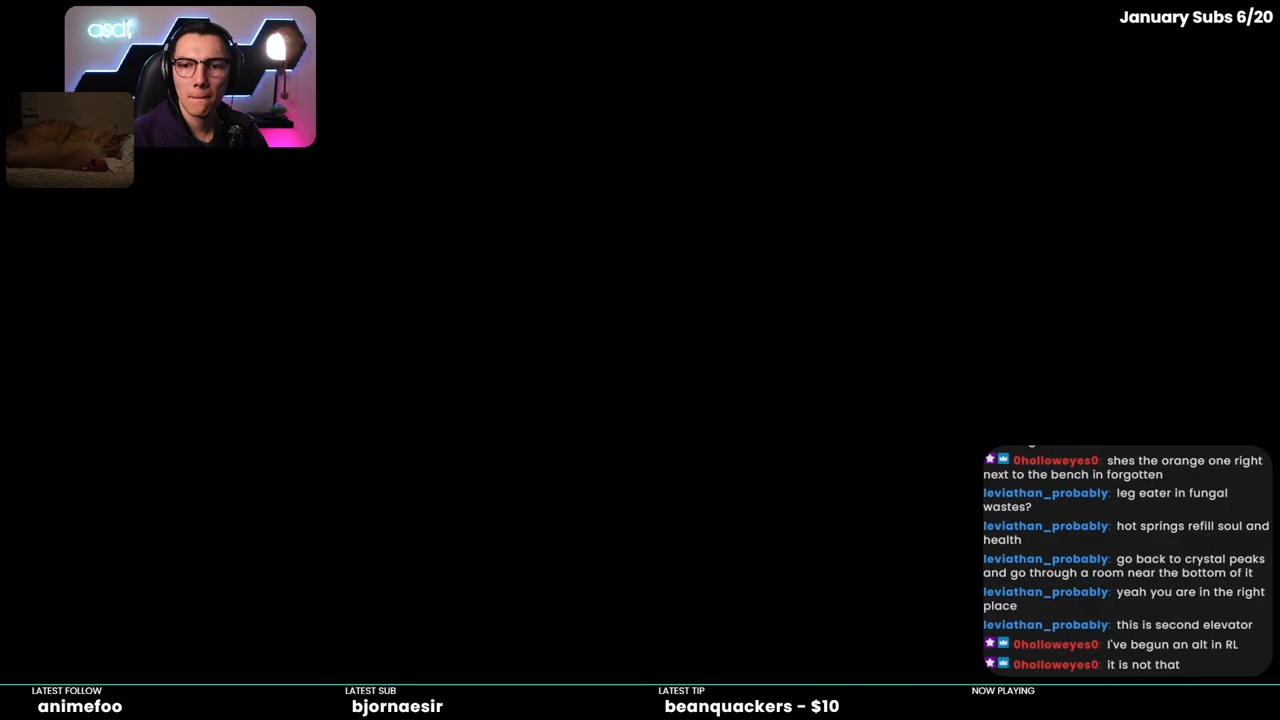 asdf
January Subs 6/20
0holloweyes0: shes the orange one right
next to the bench in forgotten
leviathan_probably: leg eater in fungal
wastes?
leviathan_probably: hot springs refill soul and
health
leviathan_probably: go back to crystal peaks
and go through a room near the bottom of it
leviathan_probably: yeah you are in the right
place
leviathan_probably: this is second elevator
0holloweyes0: I've begun an alt in RL
0holloweyes0: it is not that
LATEST FOLLOW
animefoo
LATEST SUB
bjornaesir
LATEST TIP
beanquackers - $10
NOW PLAYING